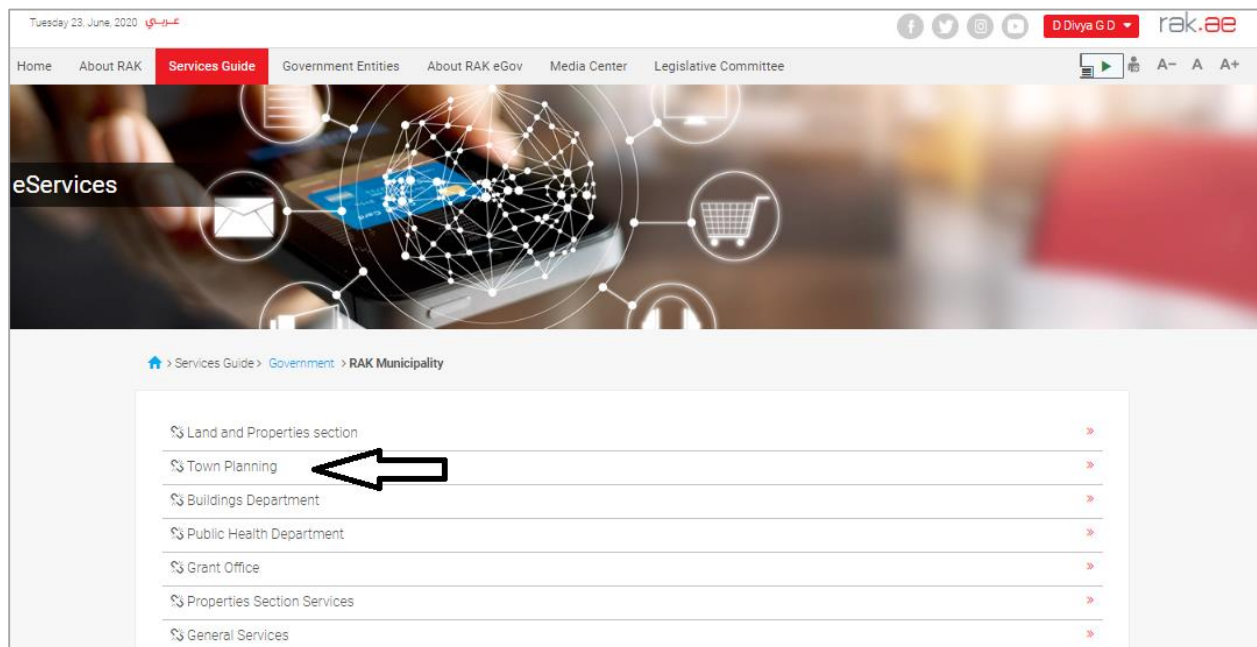 Tuesday 23, June, 2020 عــربــي
D Divya G D
rak.ae
Home About RAK Services Guide Government Entities About RAK eGov Media Center Legislative Committee A- A A+
eServices
> Services Guide > Government > RAK Municipality
Land and Properties section
Town Planning
Buildings Department
Public Health Department
Grant Office
Properties Section Services
General Services